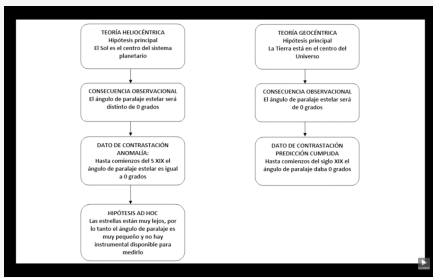 TEORÍA HELIOCÉNTRICA
Hipótesis principal
El Sol es el centro del sistema
planetario
CONSECUENCIA OBSERVACIONAL
El ángulo de paralaje estelar será
distinto de 0 grados
DATO DE CONTRASTACIÓN
ANOMALÍA:
Hasta comienzos del S XIX el
ángulo de paralaje estelar es igual
a 0 grados
HIPÓTESIS AD HOC
Las estrellas están muy lejos, por
lo tanto el ángulo de paralaje es
muy pequeño y no hay
instrumental disponible para
medirlo
TEORÍA GEOCÉNTRICA
Hipótesis principal
La Tierra está en el centro del
Universo
CONSECUENCIA OBSERVACIONAL
El ángulo de paralaje estelar será
de 0 grados
DATO DE CONTRASTACIÓN
PREDICCIÓN CUMPLIDA
Hasta comienzos del siglo XIX el
ángulo de paralaje daba 0 grados